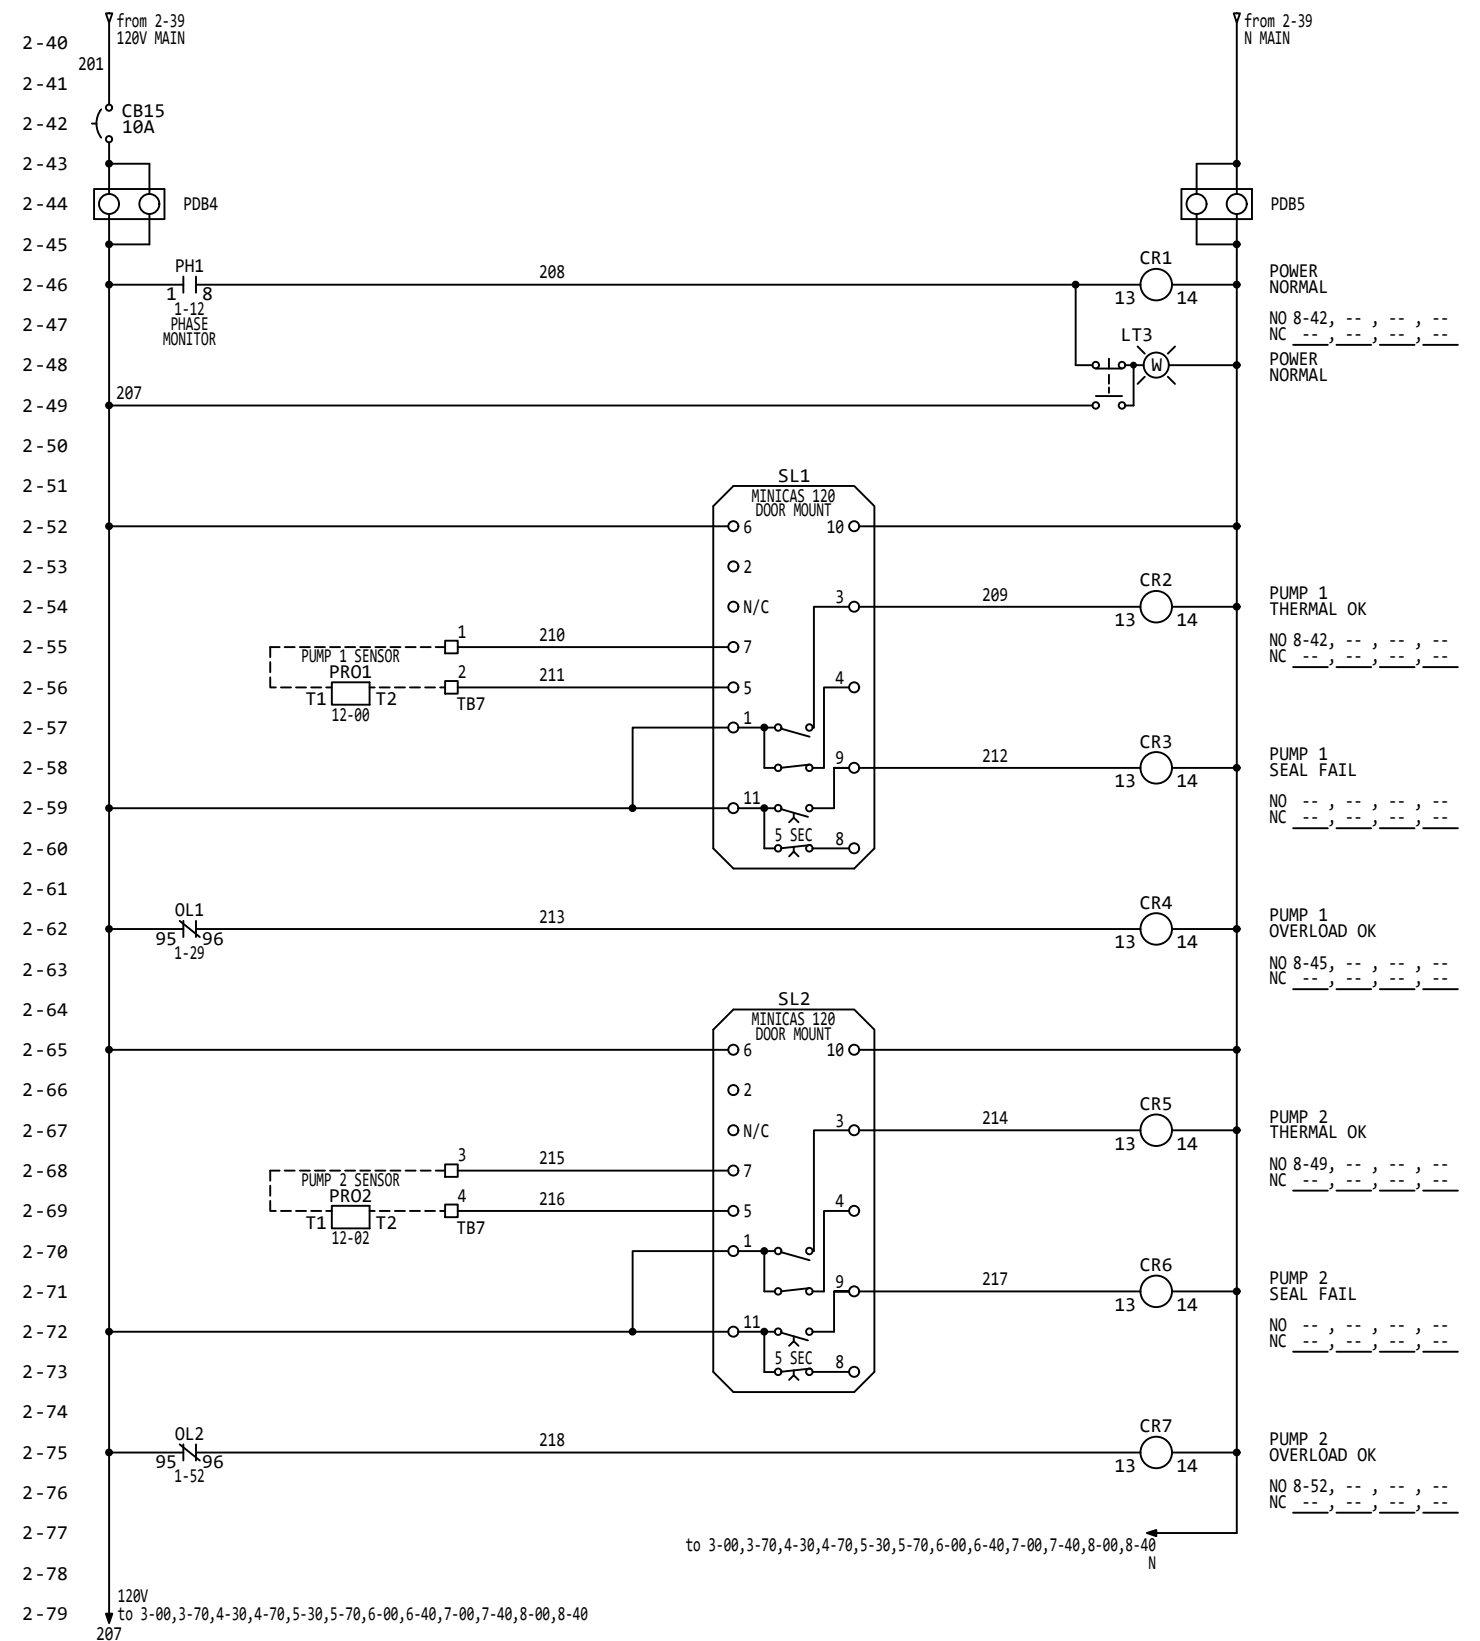 from 2-39
120V MAIN
from 2-39
N MAIN
2-40
201
2-41
CB15
10A
2-42
2-43
2-44
PDB4
PDB5
2-45
PH1
208
CR1
2-46
1
8
13
14
POWER
NORMAL
1-12
PHASE
MONITOR
2-47
NO 8-42, -- , -- , --
NC -- , -- , -- , --
LT3
2-48
W
POWER
NORMAL
2-49
207
2-50
2-51
SL1
MINICAS 120
DOOR MOUNT
2-52
6
10
2-53
2
CR2
2-54
N/C
3
209
13
14
PUMP 1
THERMAL OK
2-55
1
210
7
NO 8-42, -- , -- , --
NC -- , -- , -- , --
PUMP 1 SENSOR
PRO1
2-56
T1
T2
2
TB7
211
5
4
12-00
2-57
1
CR3
2-58
9
212
13
14
PUMP 1
SEAL FAIL
2-59
11
NO -- , -- , -- , --
NC -- , -- , -- , --
5 SEC
2-60
8
2-61
OL1
213
CR4
2-62
95
96
13
14
PUMP 1
OVERLOAD OK
1-29
2-63
NO 8-45, -- , -- , --
NC -- , -- , -- , --
2-64
SL2
MINICAS 120
DOOR MOUNT
2-65
6
10
2-66
2
CR5
2-67
N/C
3
214
13
14
PUMP 2
THERMAL OK
2-68
3
215
7
NO 8-49, -- , -- , --
NC -- , -- , -- , --
PUMP 2 SENSOR
PRO2
2-69
T1
T2
4
TB7
216
5
4
12-02
2-70
1
CR6
2-71
9
217
13
14
PUMP 2
SEAL FAIL
2-72
11
NO -- , -- , -- , --
NC -- , -- , -- , --
5 SEC
2-73
8
2-74
OL2
218
CR7
2-75
95
96
13
14
PUMP 2
OVERLOAD OK
1-52
2-76
NO 8-52, -- , -- , --
NC -- , -- , -- , --
2-77
to 3-00,3-70,4-30,4-70,5-30,5-70,6-00,6-40,7-00,7-40,8-00,8-40
N
2-78
120V
2-79
to 3-00,3-70,4-30,4-70,5-30,5-70,6-00,6-40,7-00,7-40,8-00,8-40
207